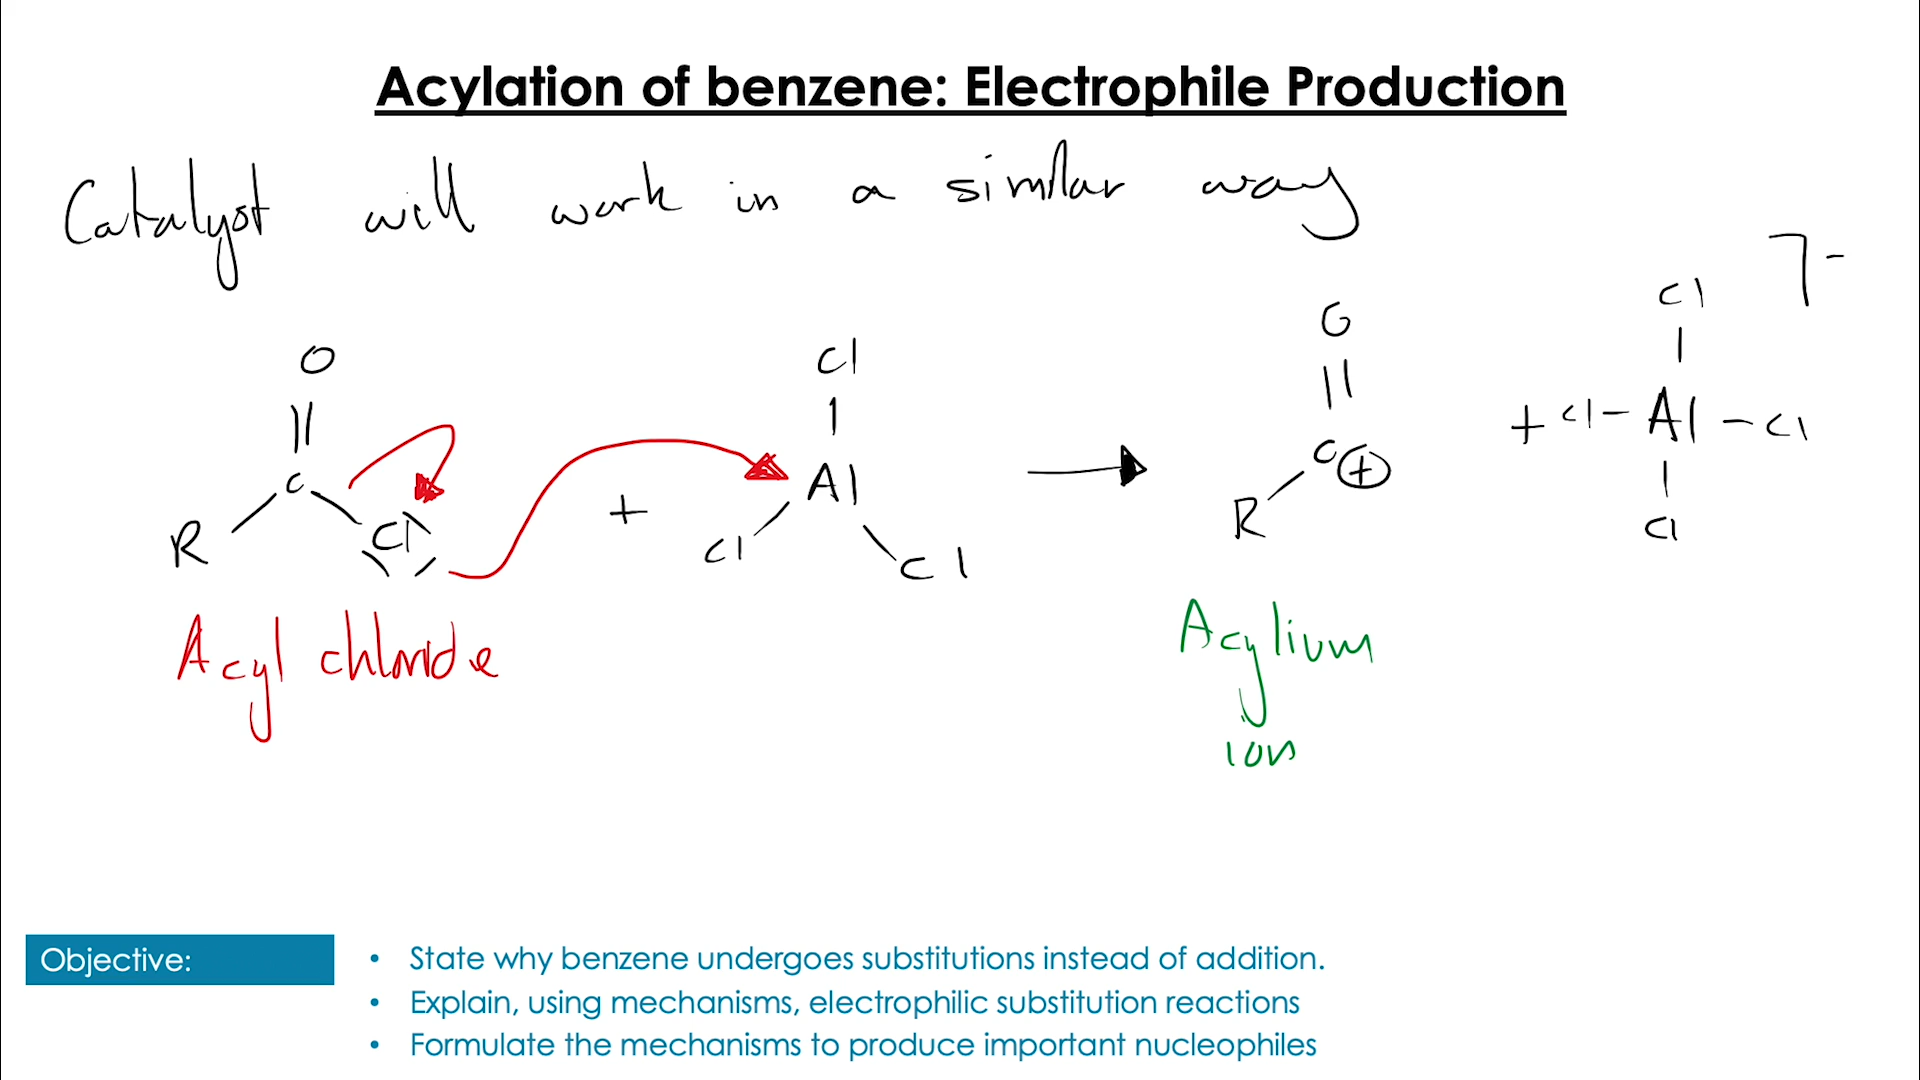 Acylation of benzene: Electrophile Production
Catalyst will work in a similar way
O
||
C
R
Cl
+
Cl
Al
Cl
Cl
O
||
C +
R
+ Cl - Al - Cl
Cl
Cl
] -
Acyl chloride
Acylium
ion
Objective:
• State why benzene undergoes substitutions instead of addition.
• Explain, using mechanisms, electrophilic substitution reactions
• Formulate the mechanisms to produce important nucleophiles